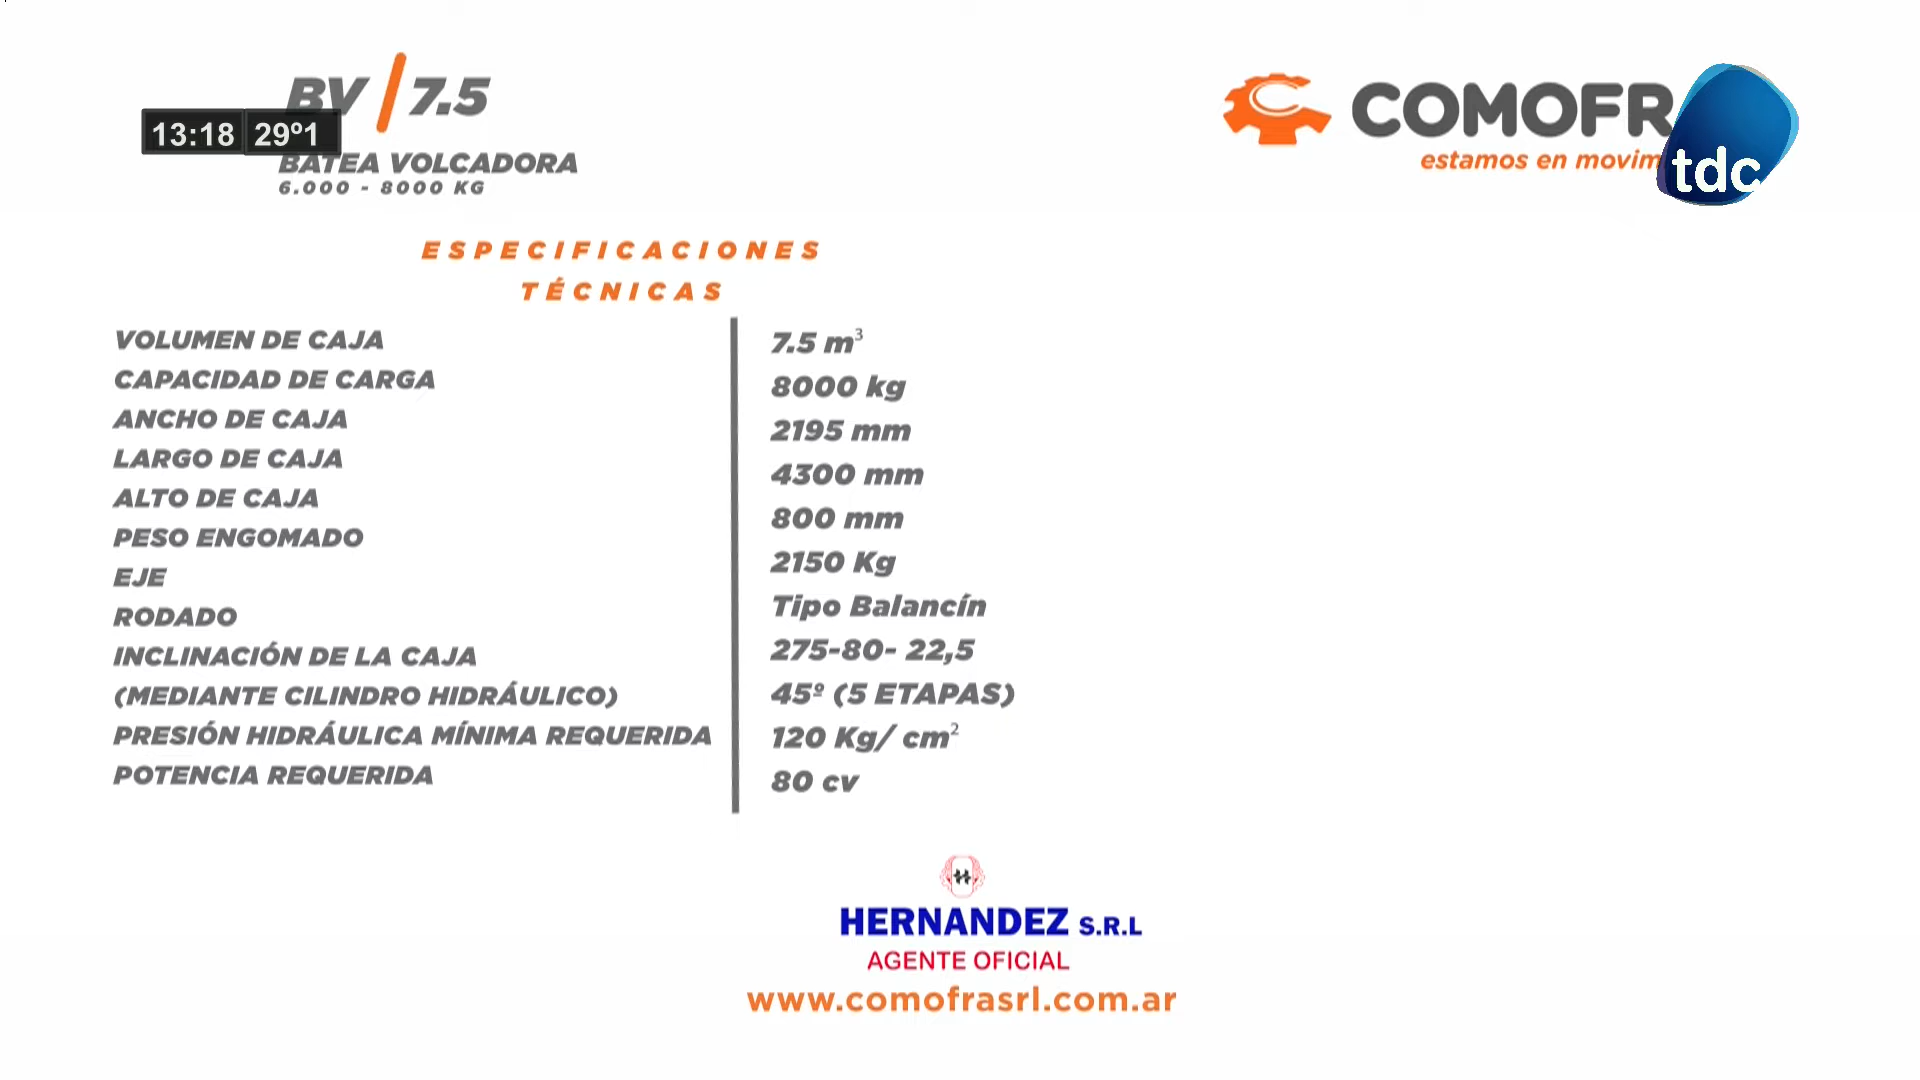 BV/7.5
13:18 29º1
BATEA VOLCADORA
6.000 - 8000 KG
COMOFR
estamos en movim
tdc
ESPECIFICACIONES
TÉCNICAS
VOLUMEN DE CAJA
CAPACIDAD DE CARGA
ANCHO DE CAJA
LARGO DE CAJA
ALTO DE CAJA
PESO ENGOMADO
EJE
RODADO
INCLINACIÓN DE LA CAJA
(MEDIANTE CILINDRO HIDRÁULICO)
PRESIÓN HIDRÁULICA MÍNIMA REQUERIDA
POTENCIA REQUERIDA
7.5 m³
8000 kg
2195 mm
4300 mm
800 mm
2150 Kg
Tipo Balancín
275-80- 22,5
45º (5 ETAPAS)
120 Kg/ cm²
80 cv
H
HERNANDEZ S.R.L
AGENTE OFICIAL
www.comofrasrl.com.ar